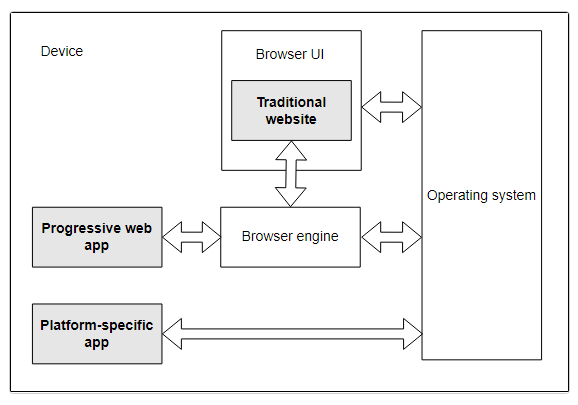 Device
Browser UI
Traditional
website
Operating system
Progressive web
app
Browser engine
Platform-specific
app